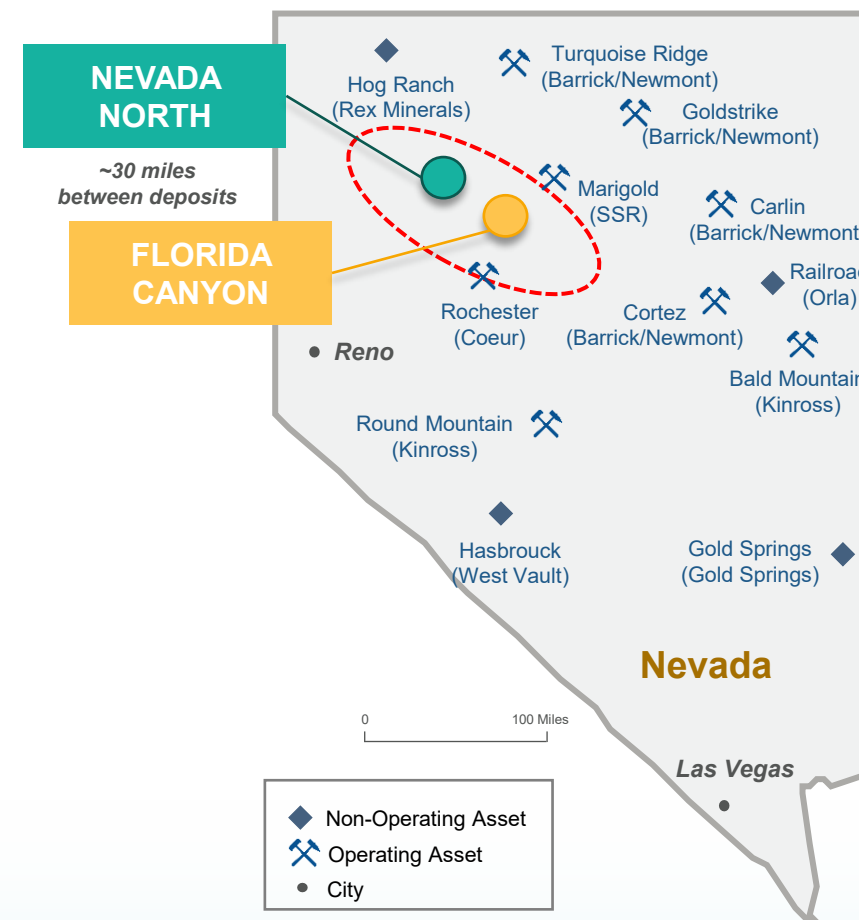 NEVADA
NORTH
~30 miles
between deposits
FLORIDA
CANYON
Hog Ranch
(Rex Minerals)
Turquoise Ridge
(Barrick/Newmont)
Goldstrike
(Barrick/Newmont)
Marigold
(SSR)
Carlin
(Barrick/Newmont
Railroad
(Orla)
Rochester
(Coeur)
Cortez
(Barrick/Newmont)
Reno
Bald Mountain
(Kinross)
Round Mountain
(Kinross)
Hasbrouck
(West Vault)
Gold Springs
(Gold Springs)
Nevada
0
100 Miles
Las Vegas
Non-Operating Asset
Operating Asset
City